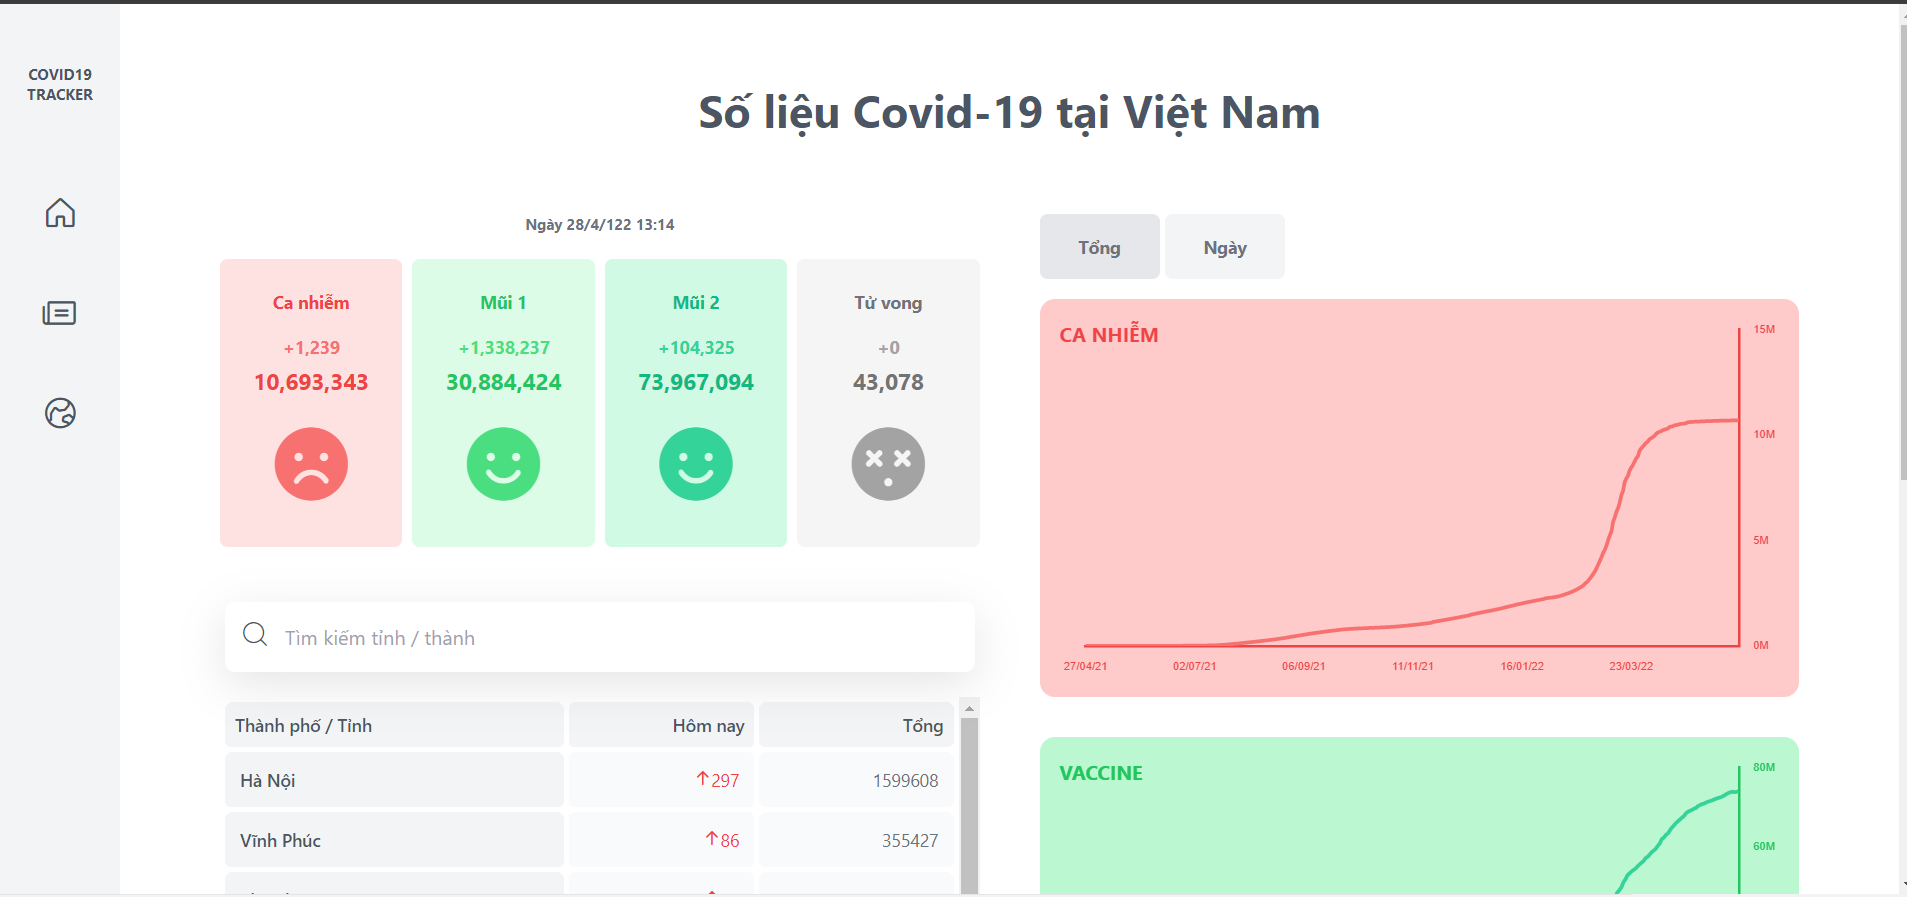 COVID19
TRACKER
Số liệu Covid-19 tại Việt Nam
Ngày 28/4/122 13:14
Ca nhiễm
+1,239
10,693,343
Mũi 1
+1,338,237
30,884,424
Mũi 2
+104,325
73,967,094
Tử vong
+0
43,078
Tìm kiếm tỉnh / thành
Thành phố / Tỉnh Hôm nay Tổng
Hà Nội 297 1599608
Vĩnh Phúc 86 355427
Tổng Ngày
CA NHIỄM
15M
10M
5M
0M
27/04/21 02/07/21 06/09/21 11/11/21 16/01/22 23/03/22
VACCINE
80M
60M